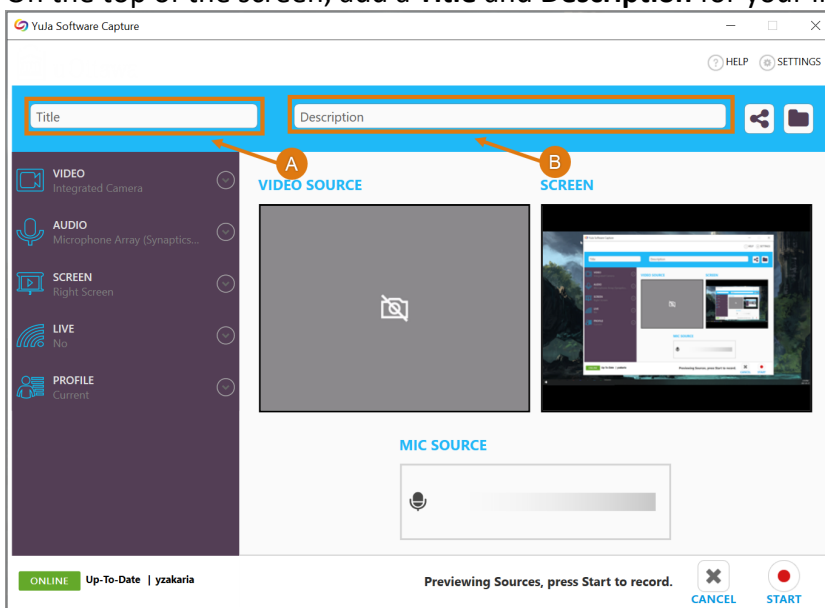 On the top of the screen, add a Title and Description for your
YuJa Software Capture
HELP SETTINGS
Title
Description
A
B
VIDEO
Integrated Camera
AUDIO
Microphone Array (Synaptics...
SCREEN
Right Screen
LIVE
No
PROFILE
Current
VIDEO SOURCE
SCREEN
MIC SOURCE
ONLINE Up-To-Date | yzakaria
Previewing Sources, press Start to record.
CANCEL
START